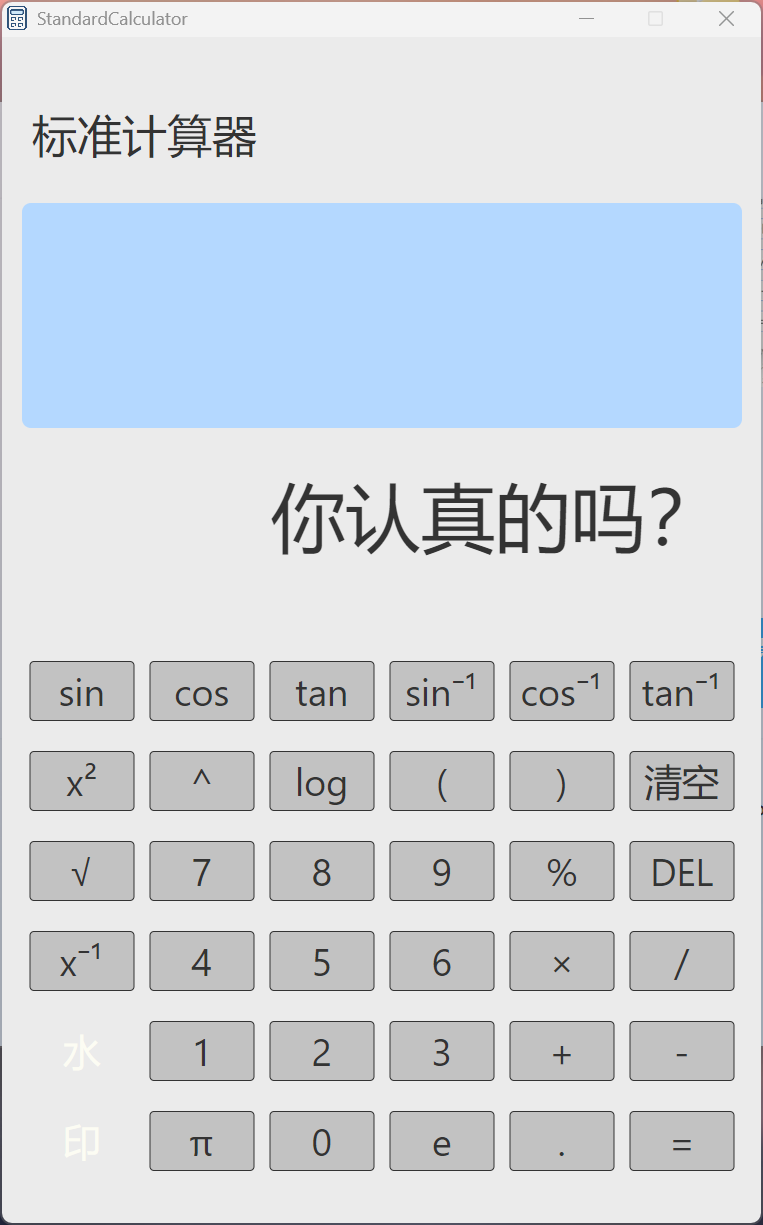 StandardCalculator
标准计算器
你认真的吗？
sin cos tan sin⁻¹ cos⁻¹ tan⁻¹
x² ^ log ( ) 清空
√ 7 8 9 % DEL
x⁻¹ 4 5 6 × /
水 1 2 3 + -
印 π 0 e . =